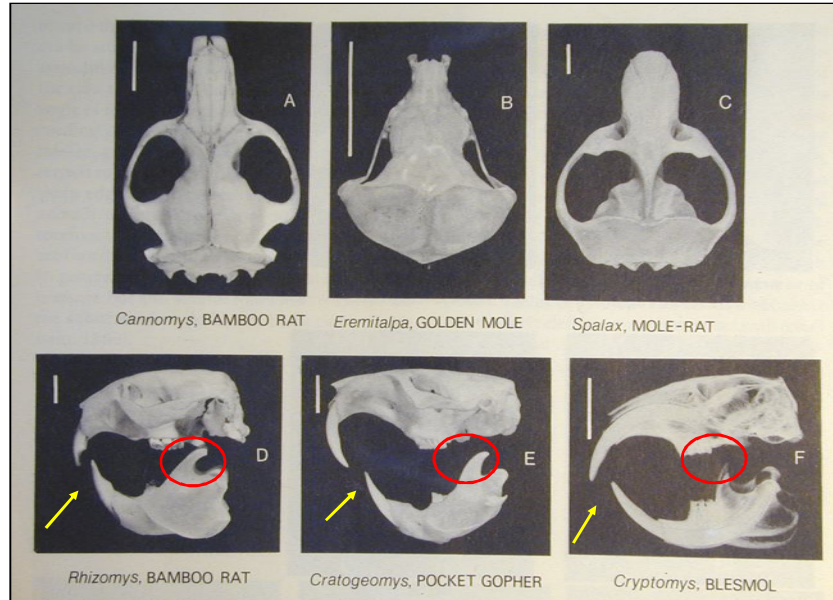 A
B
C
Cannomys, BAMBOO RAT
Eremitalpa, GOLDEN MOLE
Spalax, MOLE-RAT
D
E
F
Rhizomys, BAMBOO RAT
Cratogeomys, POCKET GOPHER
Cryptomys, BLESMOL